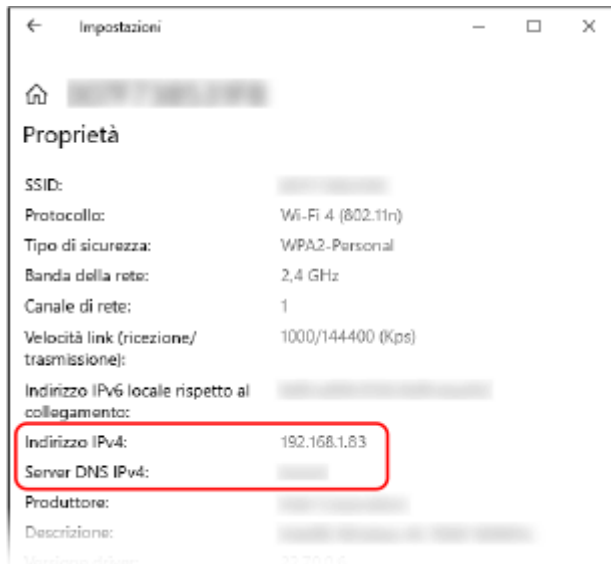 Impostazioni
Proprietà
SSID:
Protocollo: Wi-Fi 4 (802.11n)
Tipo di sicurezza: WPA2-Personal
Banda della rete: 2,4 GHz
Canale di rete: 1
Velocità link (ricezione/ 1000/144400 (Kps)
trasmissione):
Indirizzo IPv6 locale rispetto al
collegamento:
Indirizzo IPv4: 192.168.1.83
Server DNS IPv4:
Produttore:
Descrizione: